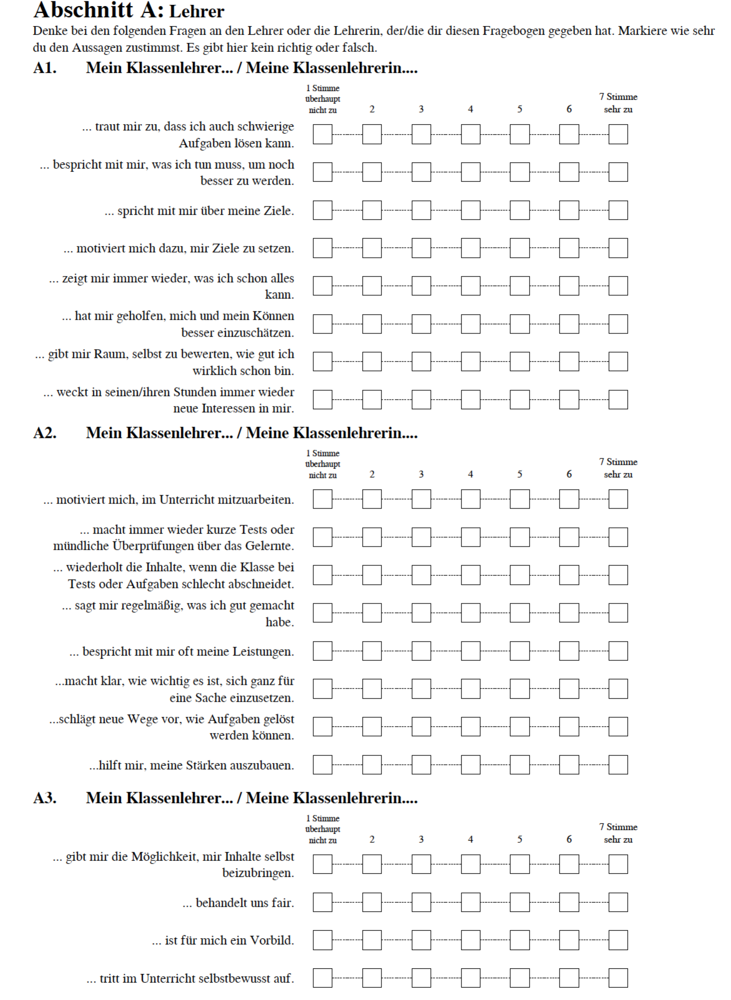 Abschnitt A: Lehrer
Denke bei den folgenden Fragen an den Lehrer oder die Lehrerin, der/die dir diesen Fragebogen gegeben hat. Markiere wie sehr
du den Aussagen zustimmst. Es gibt hier kein richtig oder falsch.
A1. Mein Klassenlehrer... / Meine Klassenlehrerin....
1 Stimme
überhaupt
nicht zu 2 3 4 5 6 7 Stimme
sehr zu
... traut mir zu, dass ich auch schwierige
Aufgaben lösen kann.
... bespricht mit mir, was ich tun muss, um noch
besser zu werden.
... spricht mit mir über meine Ziele.
... motiviert mich dazu, mir Ziele zu setzen.
... zeigt mir immer wieder, was ich schon alles
kann.
... hat mir geholfen, mich und mein Können
besser einzuschätzen.
... gibt mir Raum, selbst zu bewerten, wie gut ich
wirklich schon bin.
... weckt in seinen/ihren Stunden immer wieder
neue Interessen in mir.
A2. Mein Klassenlehrer... / Meine Klassenlehrerin....
1 Stimme
überhaupt
nicht zu 2 3 4 5 6 7 Stimme
sehr zu
... motiviert mich, im Unterricht mitzuarbeiten.
... macht immer wieder kurze Tests oder
mündliche Überprüfungen über das Gelernte.
... wiederholt die Inhalte, wenn die Klasse bei
Tests oder Aufgaben schlecht abschneidet.
... sagt mir regelmäßig, was ich gut gemacht
habe.
... bespricht mit mir oft meine Leistungen.
...macht klar, wie wichtig es ist, sich ganz für
eine Sache einzusetzen.
...schlägt neue Wege vor, wie Aufgaben gelöst
werden können.
...hilft mir, meine Stärken auszubauen.
A3. Mein Klassenlehrer... / Meine Klassenlehrerin....
1 Stimme
überhaupt
nicht zu 2 3 4 5 6 7 Stimme
sehr zu
... gibt mir die Möglichkeit, mir Inhalte selbst
beizubringen.
... behandelt uns fair.
... ist für mich ein Vorbild.
... tritt im Unterricht selbstbewusst auf.